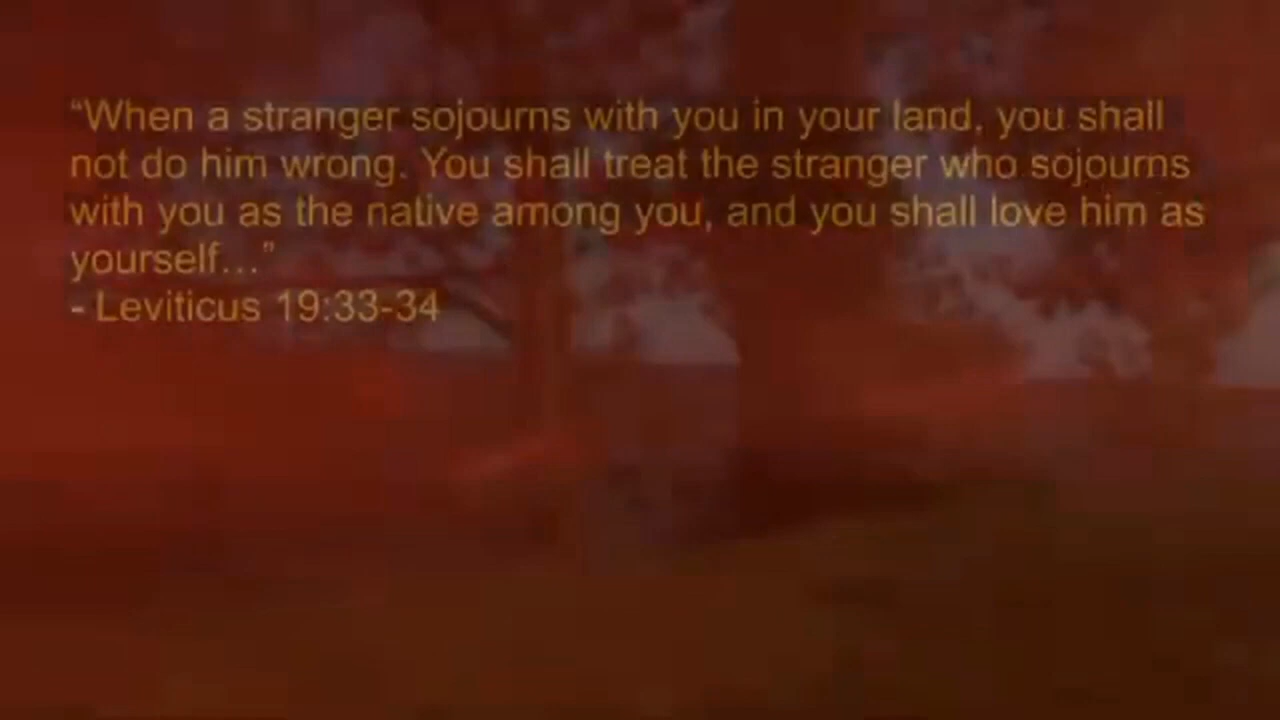 “When a stranger sojourns with you in your land, you shall
not do him wrong. You shall treat the stranger who sojourns
with you as the native among you, and you shall love him as
yourself…”
- Leviticus 19:33-34